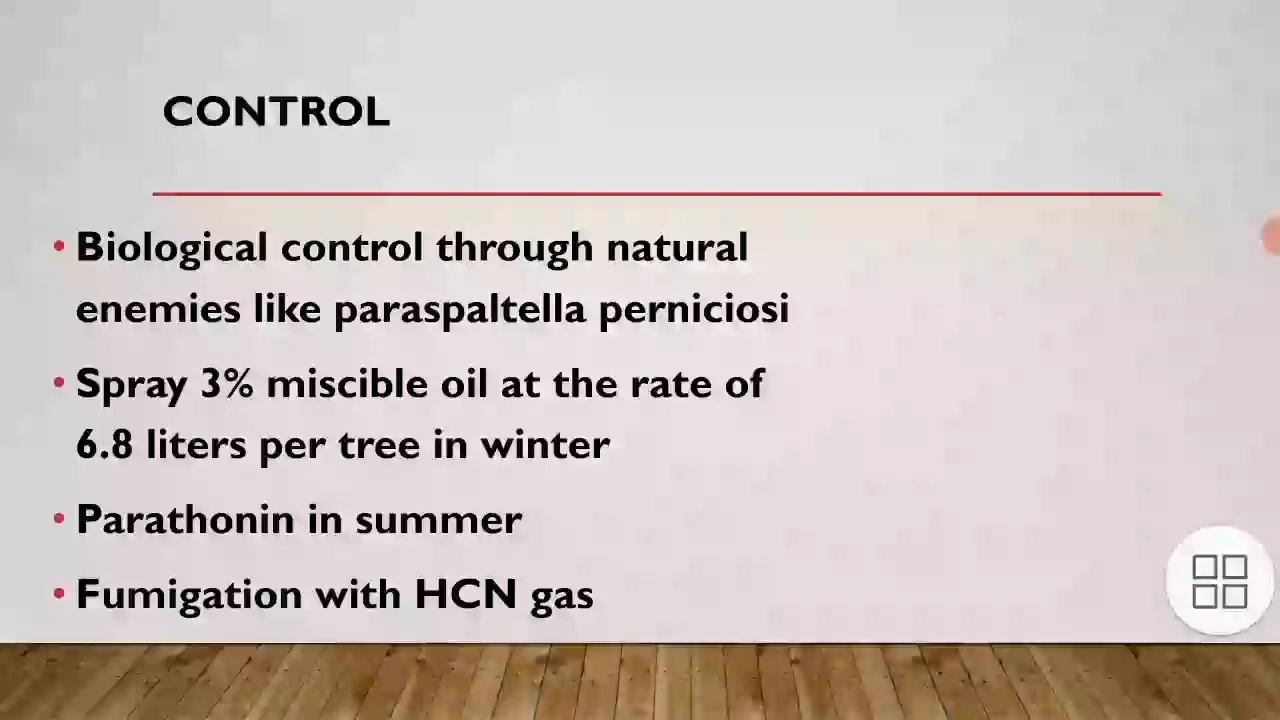 CONTROL
• Biological control through natural
enemies like paraspaltella perniciosi
• Spray 3% miscible oil at the rate of
6.8 liters per tree in winter
• Parathonin in summer
• Fumigation with HCN gas